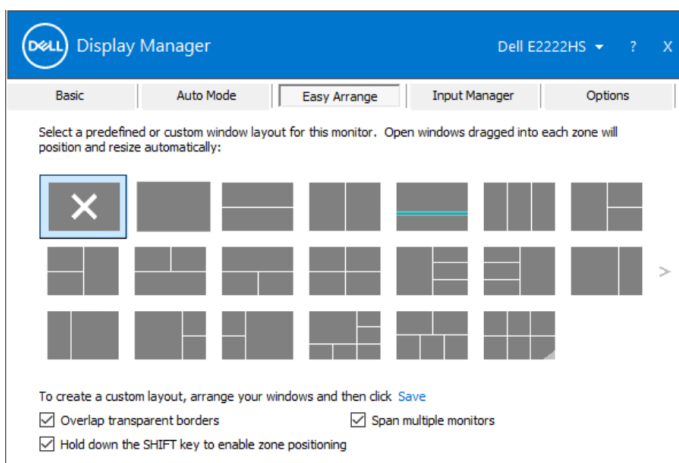 DELL Display Manager Dell E2222HS ? X
Basic Auto Mode Easy Arrange Input Manager Options
Select a predefined or custom window layout for this monitor. Open windows dragged into each zone will
position and resize automatically:
>
To create a custom layout, arrange your windows and then click Save
Overlap transparent borders Span multiple monitors
Hold down the SHIFT key to enable zone positioning